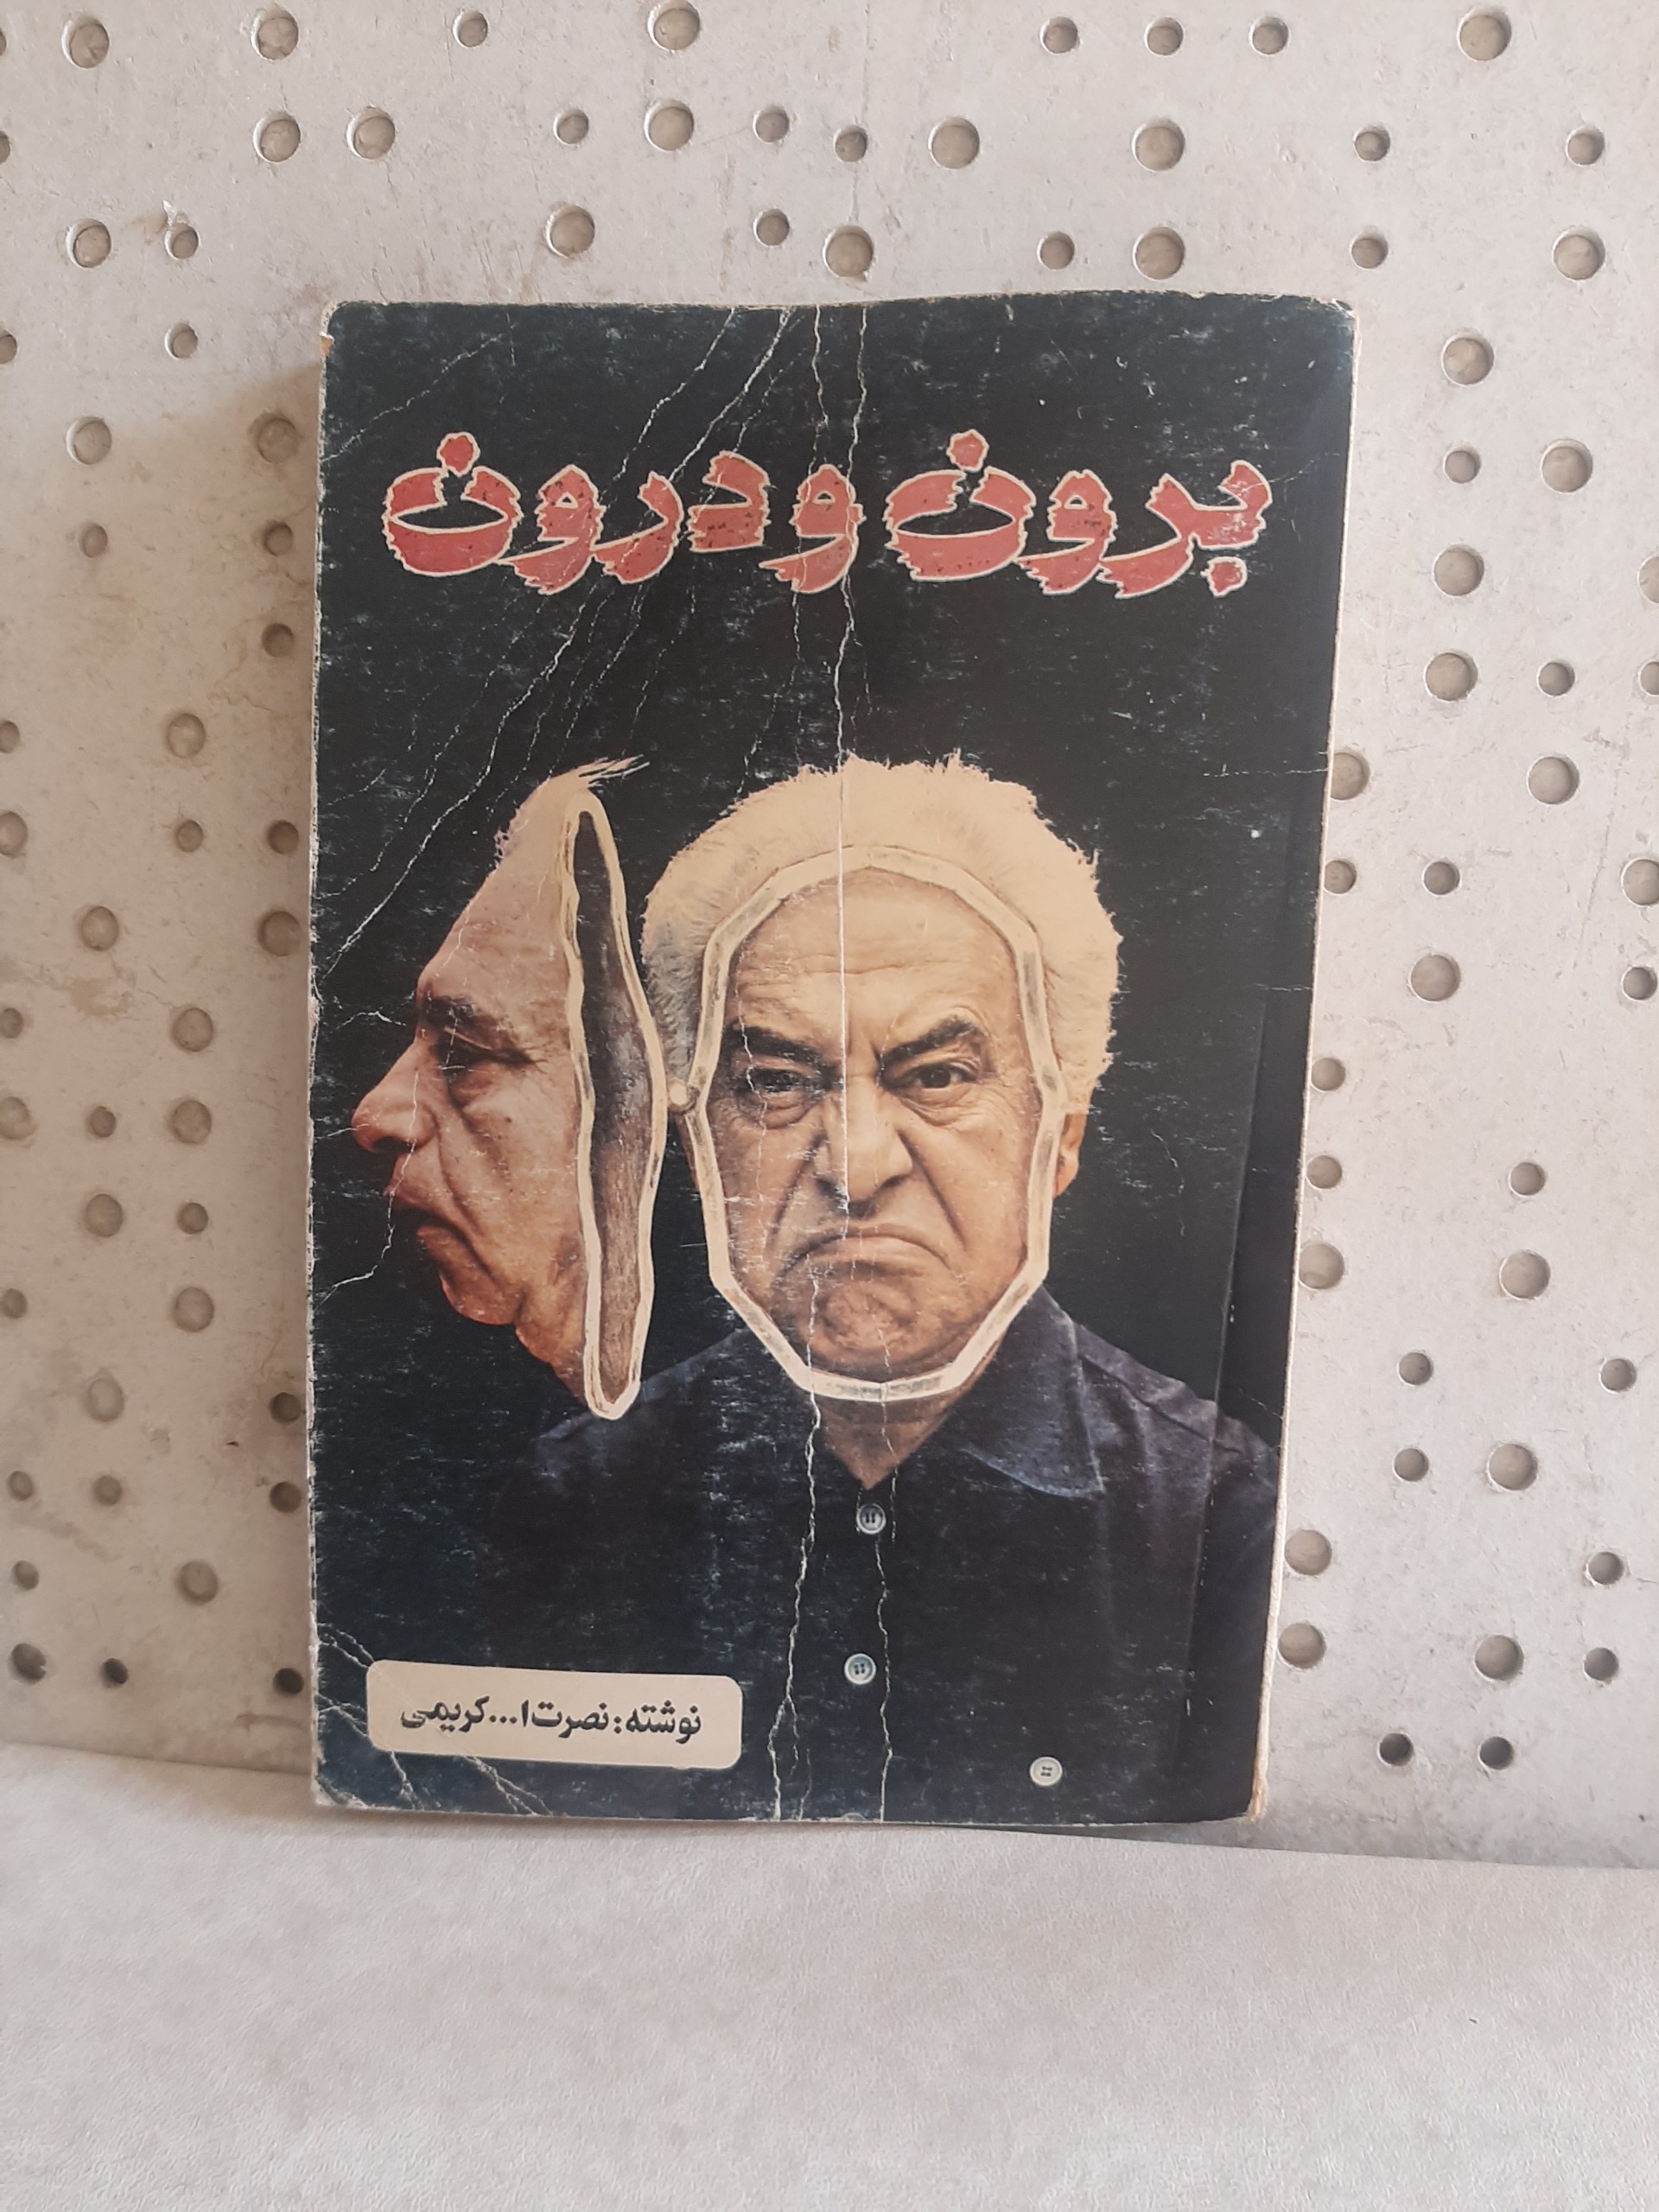 برون و درون
نوشته: نصرت ا... کریمی